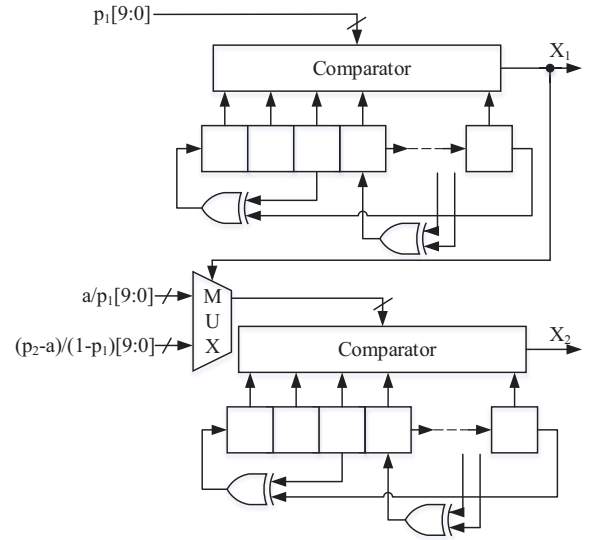 p₁[9:0]
Comparator
X₁
a/p₁[9:0]
(p₂-a)/(1-p₁)[9:0]
M
U
X
Comparator
X₂